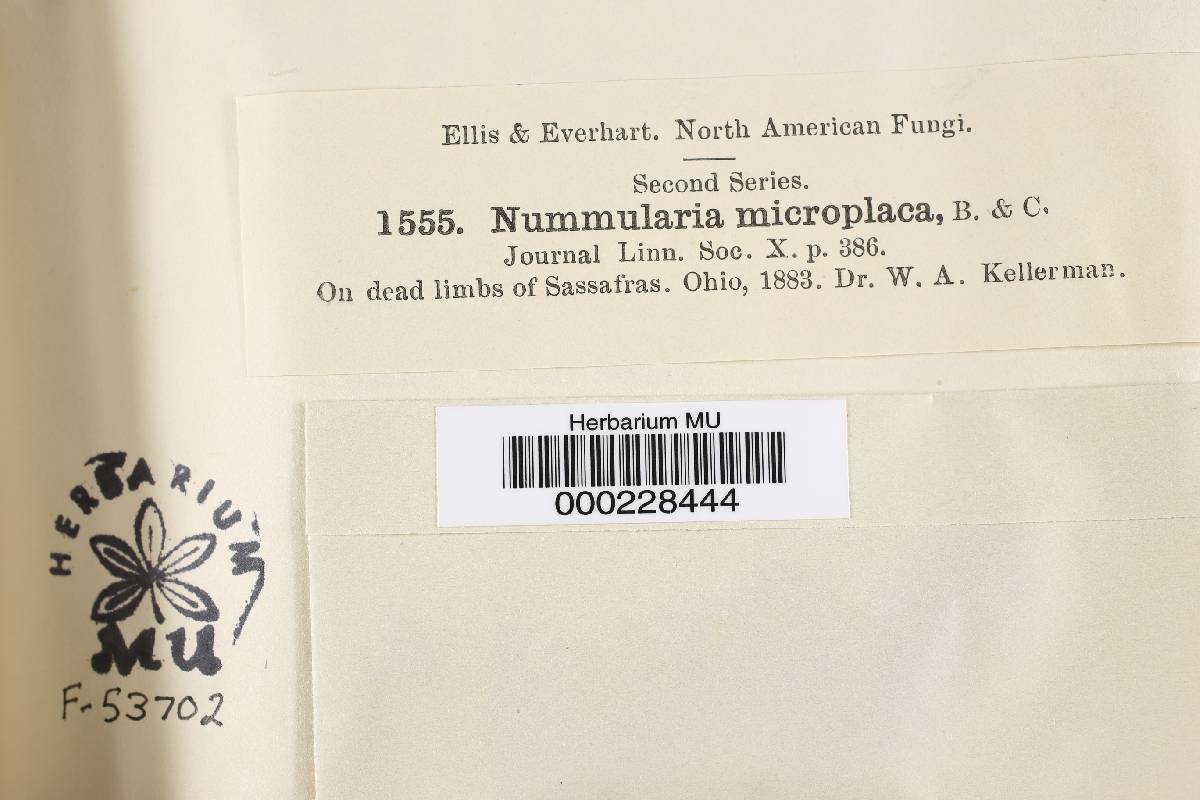 Ellis & Everhart. North American Fungi.
Second Series.
1555. Nummularia microplaca, B. & C.
Journal Linn. Soc. X. p. 386.
On dead limbs of Sassafras. Ohio, 1883. Dr. W. A. Kellerman.
Herbarium MU
000228444
HERBARIUM
MU
F-53702